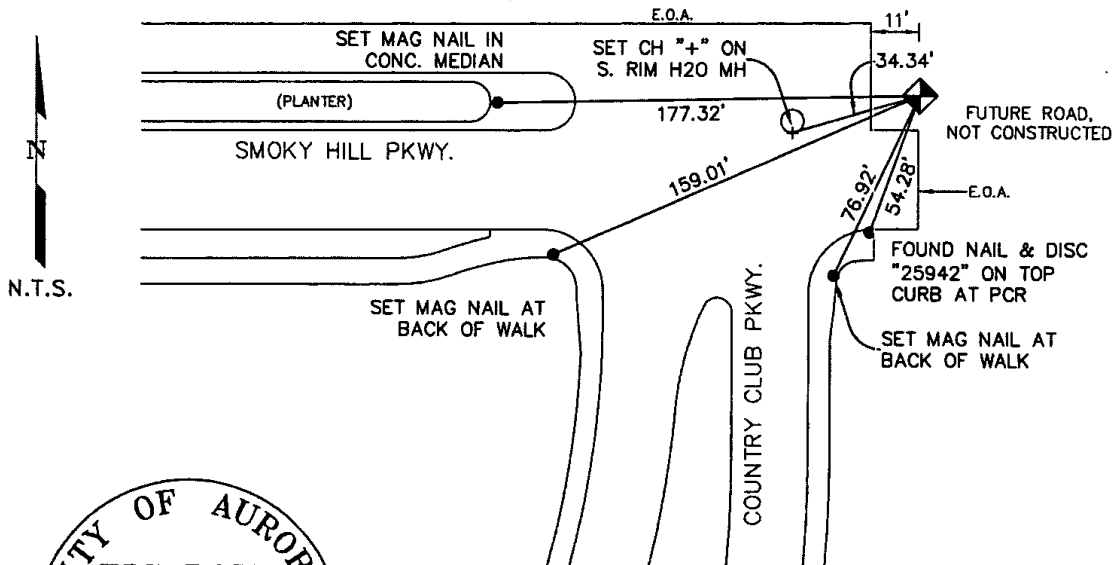 E.O.A.
11'
SET MAG NAIL IN
CONC. MEDIAN
SET CH "+" ON
S. RIM H2O MH
34.34'
(PLANTER)
177.32'
FUTURE ROAD,
NOT CONSTRUCTED
N
SMOKY HILL PKWY.
159.01'
76.92'
54.28'
E.O.A.
N.T.S.
FOUND NAIL & DISC
"25942" ON TOP
CURB AT PCR
SET MAG NAIL AT
BACK OF WALK
SET MAG NAIL AT
BACK OF WALK
COUNTRY CLUB PKWY.
OF